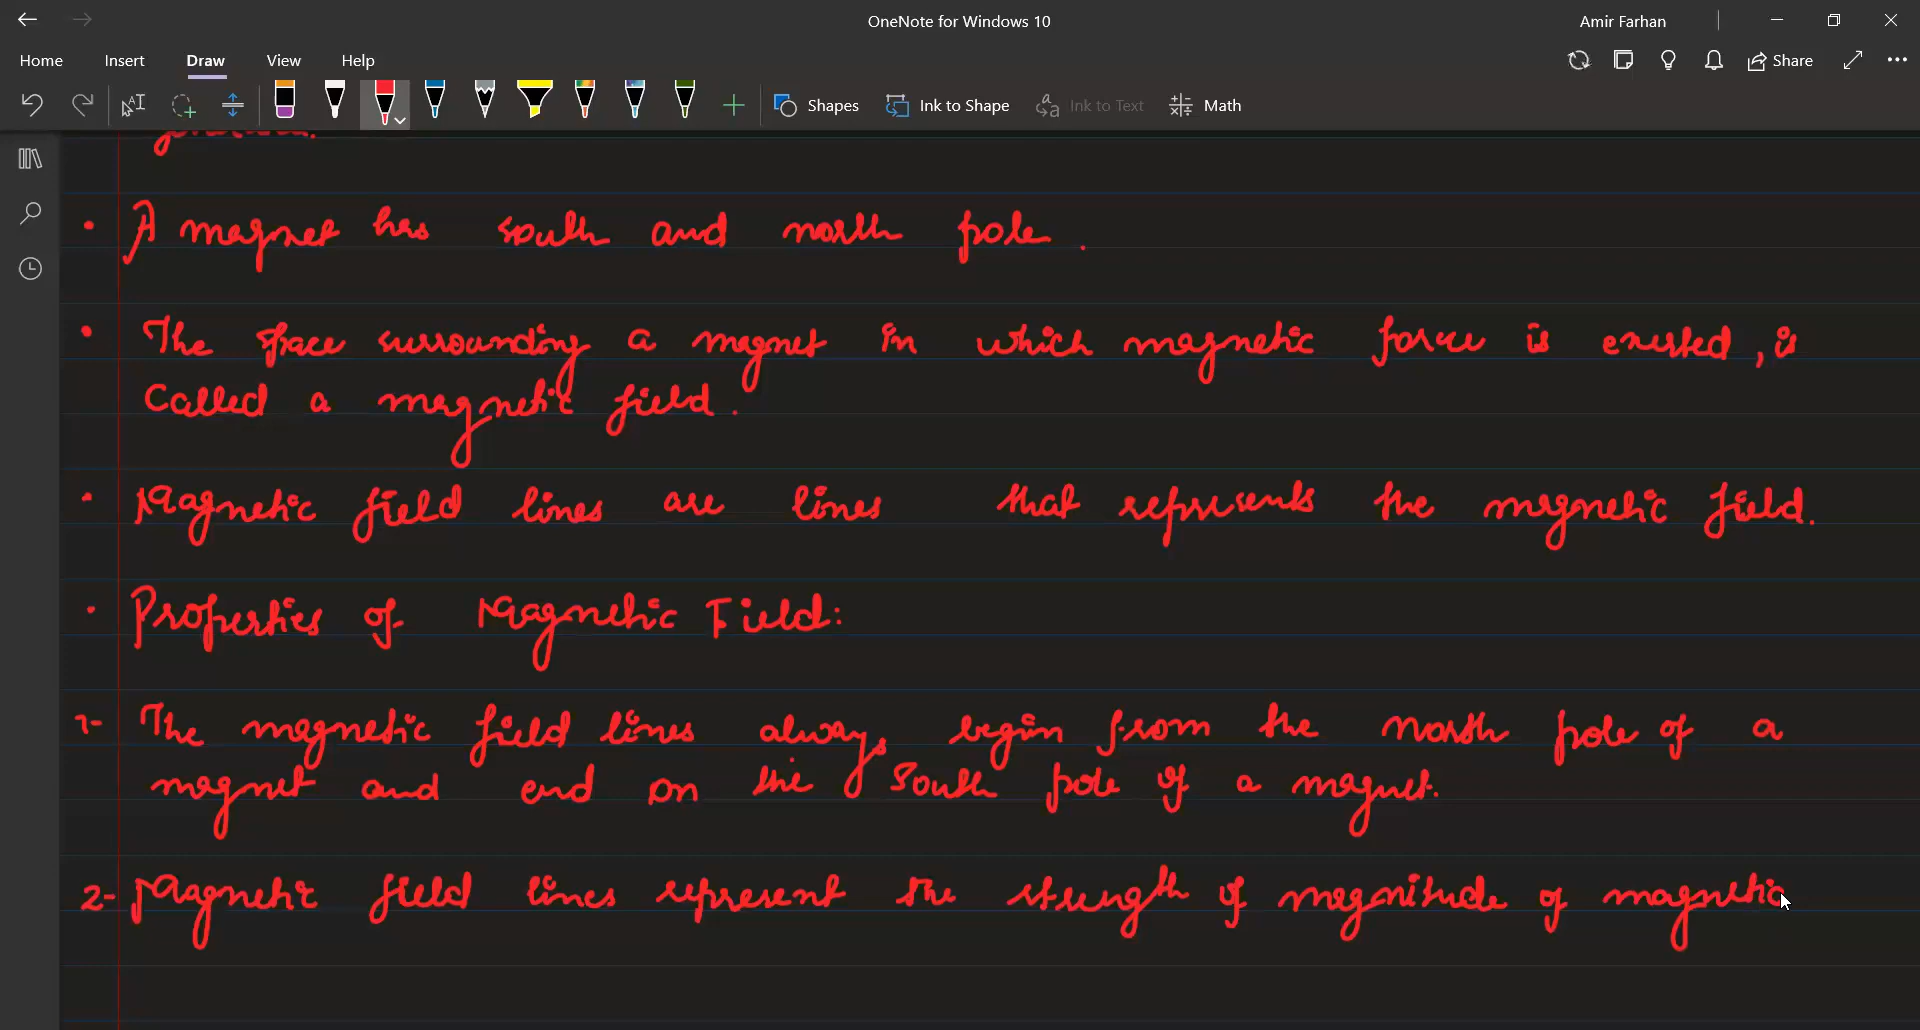 OneNote for Windows 10
Amir Farhan
Home Insert Draw View Help
Share
Shapes Ink to Shape Ink to Text Math
• A magnet has south and north pole.
• The space surrounding a magnet in which magnetic force is exerted, is
called a magnetic field.
• Magnetic field lines are lines that represents the magnetic field.
• Properties of Magnetic Field:
1- The magnetic field lines always begin from the north pole of a
magnet and end on the South pole of a magnet.
2- Magnetic field lines represent the strength of megnitude of magnetic